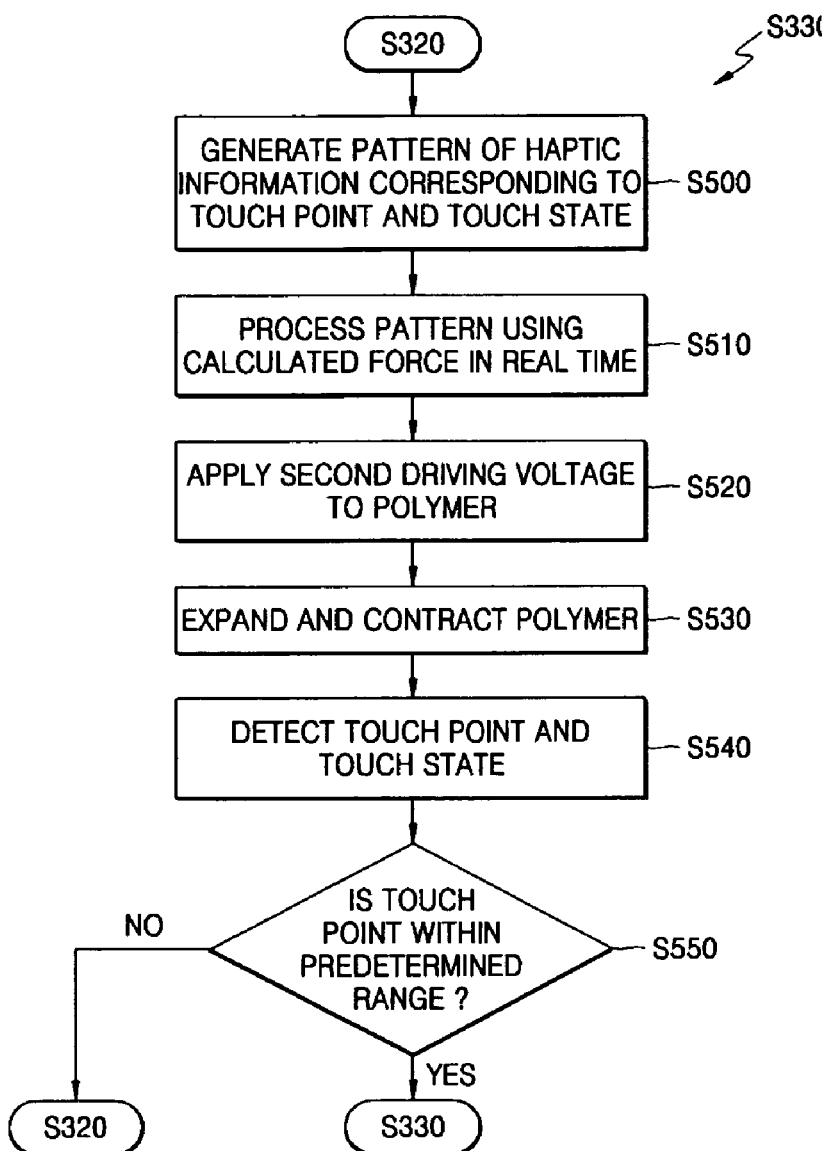 S320
S330
GENERATE PATTERN OF HAPTIC
INFORMATION CORRESPONDING TO
TOUCH POINT AND TOUCH STATE
S500
PROCESS PATTERN USING
CALCULATED FORCE IN REAL TIME
S510
APPLY SECOND DRIVING VOLTAGE
TO POLYMER
S520
EXPAND AND CONTRACT POLYMER
S530
DETECT TOUCH POINT AND
TOUCH STATE
S540
IS TOUCH
POINT WITHIN
PREDETERMINED
RANGE ?
S550
NO
YES
S320
S330